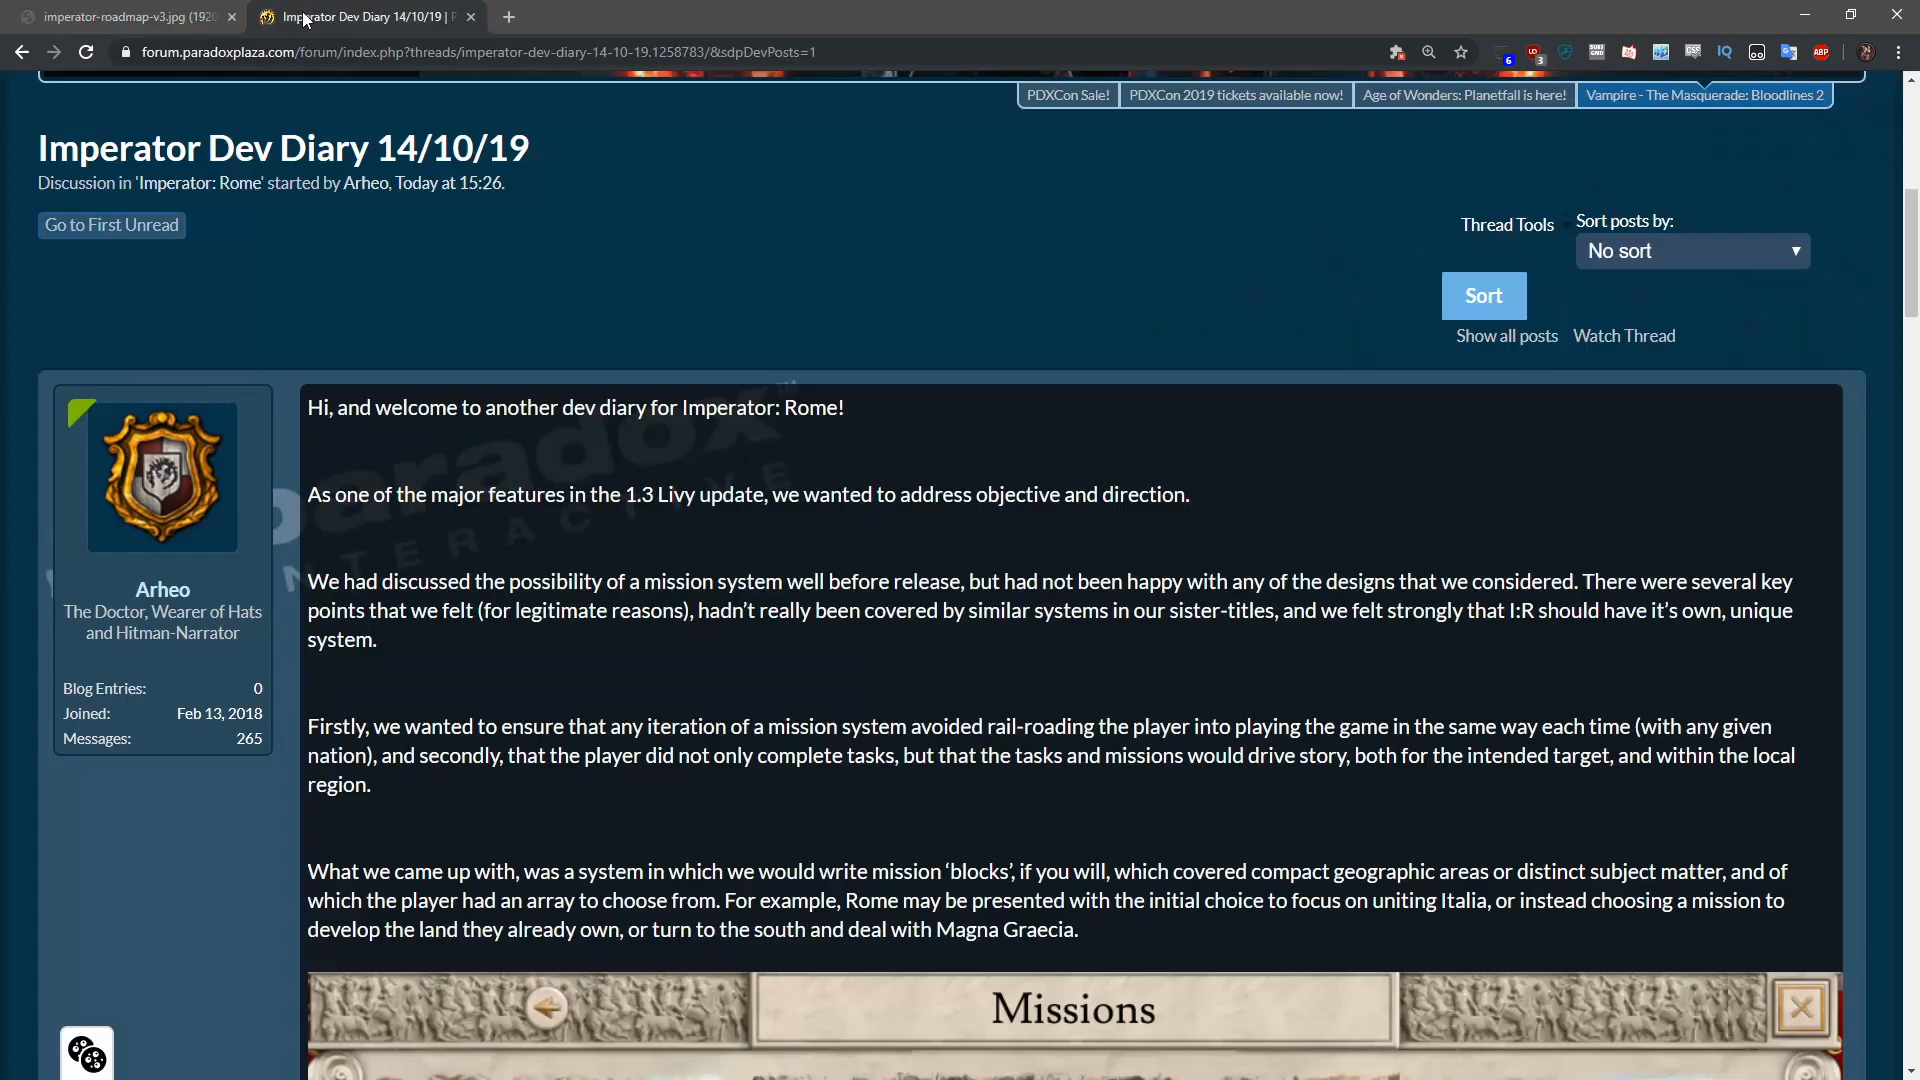 imperator-roadmap-v3.jpg (192
Imperator Dev Diary 14/10/19 | P
forum.paradoxplaza.com/forum/index.php?threads/imperator-dev-diary-14-10-19.1258783/&sdpDevPosts=1
6
3
IQ
ABP
PDXCon Sale!
PDXCon 2019 tickets available now!
Age of Wonders: Planetfall is here!
Vampire - The Masquerade: Bloodlines 2
Imperator Dev Diary 14/10/19
Discussion in 'Imperator: Rome' started by Arheo, Today at 15:26.
Go to First Unread
Thread Tools
Sort posts by:
No sort
Sort
Show all posts
Watch Thread
paradox
INTERACTIVE
Arheo
The Doctor, Wearer of Hats
and Hitman-Narrator
Blog Entries: 0
Joined: Feb 13, 2018
Messages: 265
Hi, and welcome to another dev diary for Imperator: Rome!
As one of the major features in the 1.3 Livy update, we wanted to address objective and direction.
We had discussed the possibility of a mission system well before release, but had not been happy with any of the designs that we considered. There were several key
points that we felt (for legitimate reasons), hadn’t really been covered by similar systems in our sister-titles, and we felt strongly that I:R should have it’s own, unique
system.
Firstly, we wanted to ensure that any iteration of a mission system avoided rail-roading the player into playing the game in the same way each time (with any given
nation), and secondly, that the player did not only complete tasks, but that the tasks and missions would drive story, both for the intended target, and within the local
region.
What we came up with, was a system in which we would write mission ‘blocks’, if you will, which covered compact geographic areas or distinct subject matter, and of
which the player had an array to choose from. For example, Rome may be presented with the initial choice to focus on uniting Italia, or instead choosing a mission to
develop the land they already own, or turn to the south and deal with Magna Graecia.
Missions